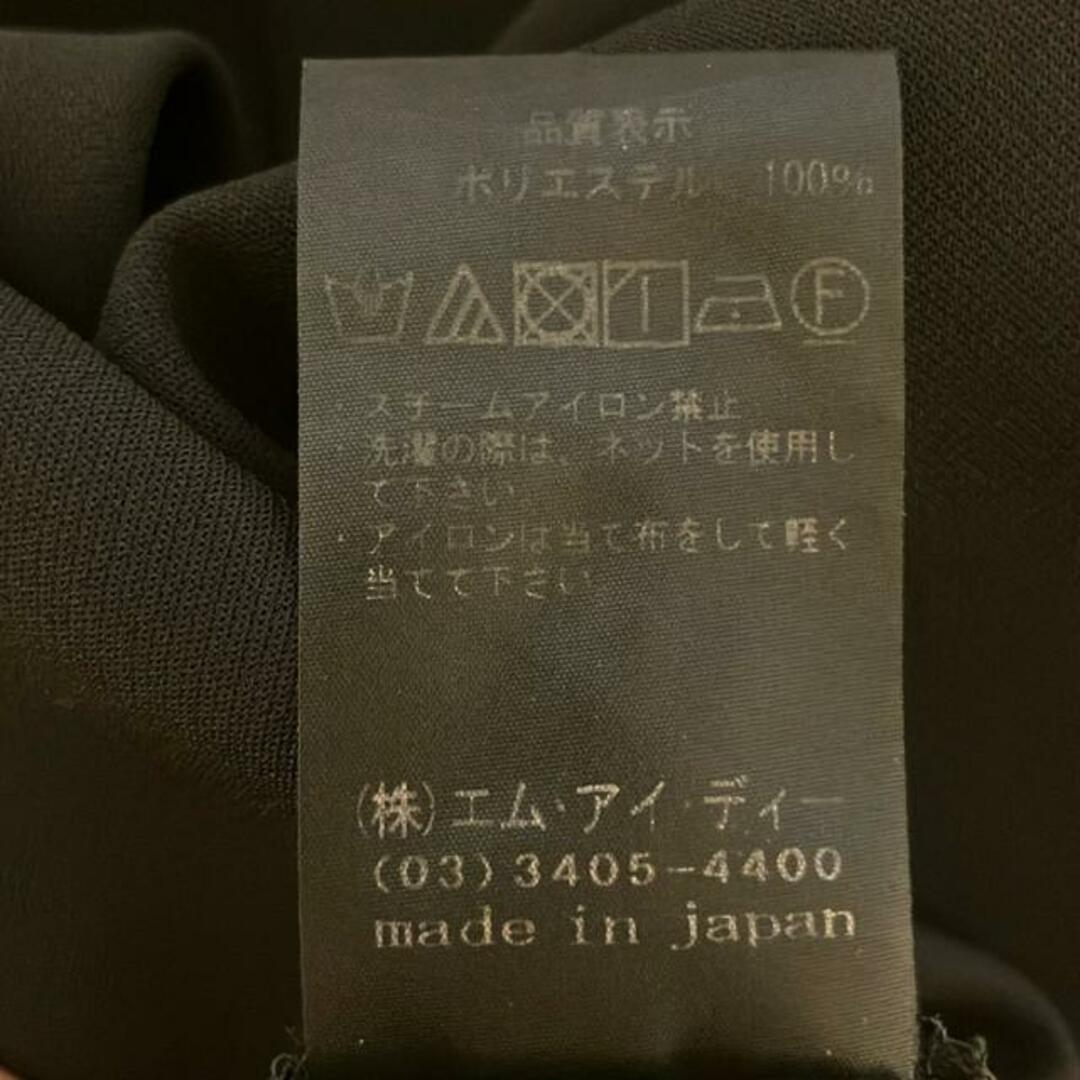 品質表示
ポリエステル 100%
F
・スチームアイロン禁止
・洗濯の際は、ネットを使用し
て下さい。
・アイロンは当て布をして軽く
当てて下さい
(株)エム・アイ・ディー
(03)3405-4400
made in japan